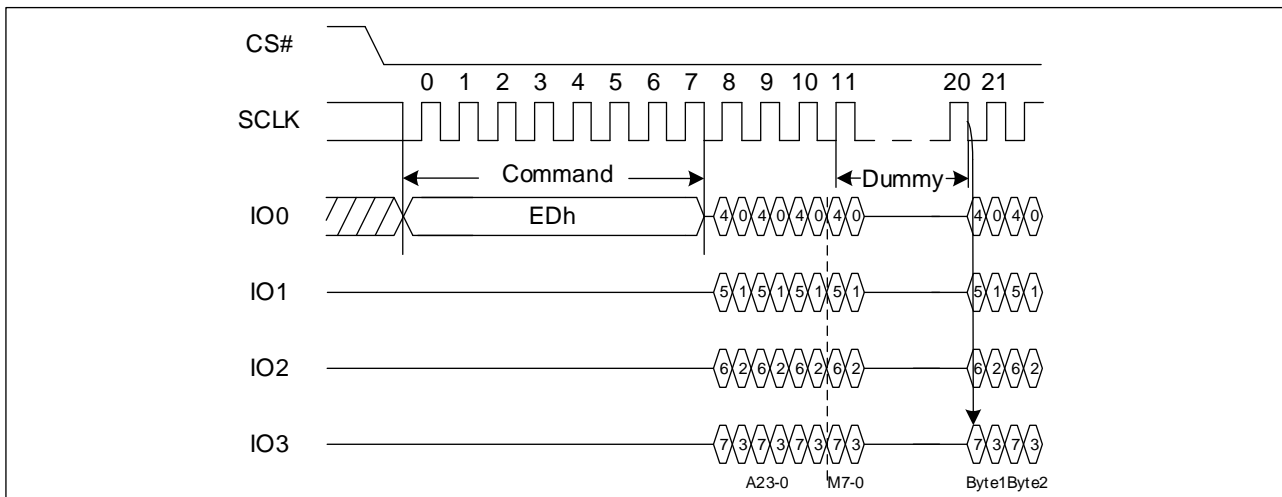 CS#
0 1 2 3 4 5 6 7 8 9 10 11 20 21
SCLK
Command Dummy
IO0 EDh 4 0 4 0 4 0 4 0 4 0 4 0
IO1 5 1 5 1 5 1 5 1 5 1 5 1
IO2 6 2 6 2 6 2 6 2 6 2 6 2
IO3 7 3 7 3 7 3 7 3 7 3 7 3
A23-0 M7-0 Byte1 Byte2